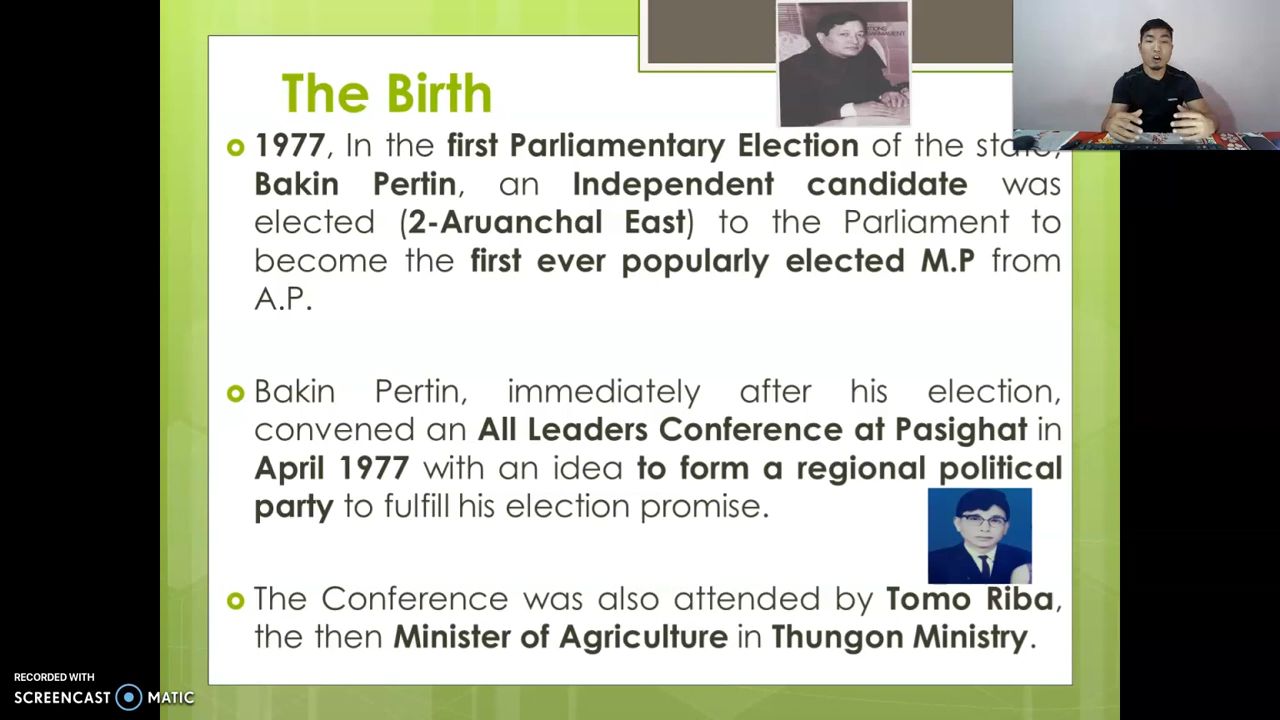 The Birth
1977, In the first Parliamentary Election of the state,
Bakin Pertin, an Independent candidate was
elected (2-Aruanchal East) to the Parliament to
become the first ever popularly elected M.P from
A.P.
Bakin Pertin, immediately after his election,
convened an All Leaders Conference at Pasighat in
April 1977 with an idea to form a regional political
party to fulfill his election promise.
The Conference was also attended by Tomo Riba,
the then Minister of Agriculture in Thungon Ministry.
RECORDED WITH
SCREENCAST MATIC